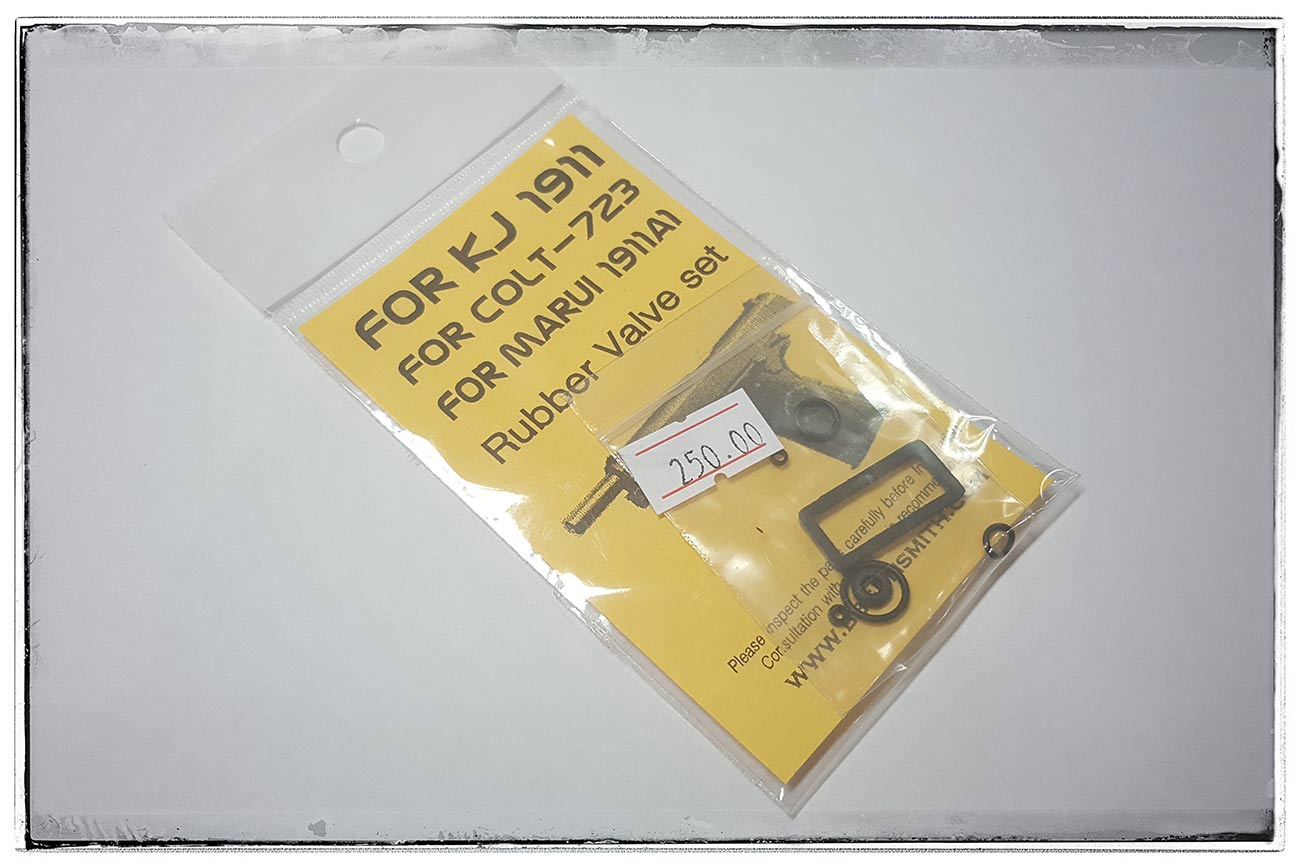 FOR KJ 1911
FOR COLT-723
FOR MARUI 1911A1
Rubber Valve set
250.00
Please inspect the carefully before
Consultation with
www.